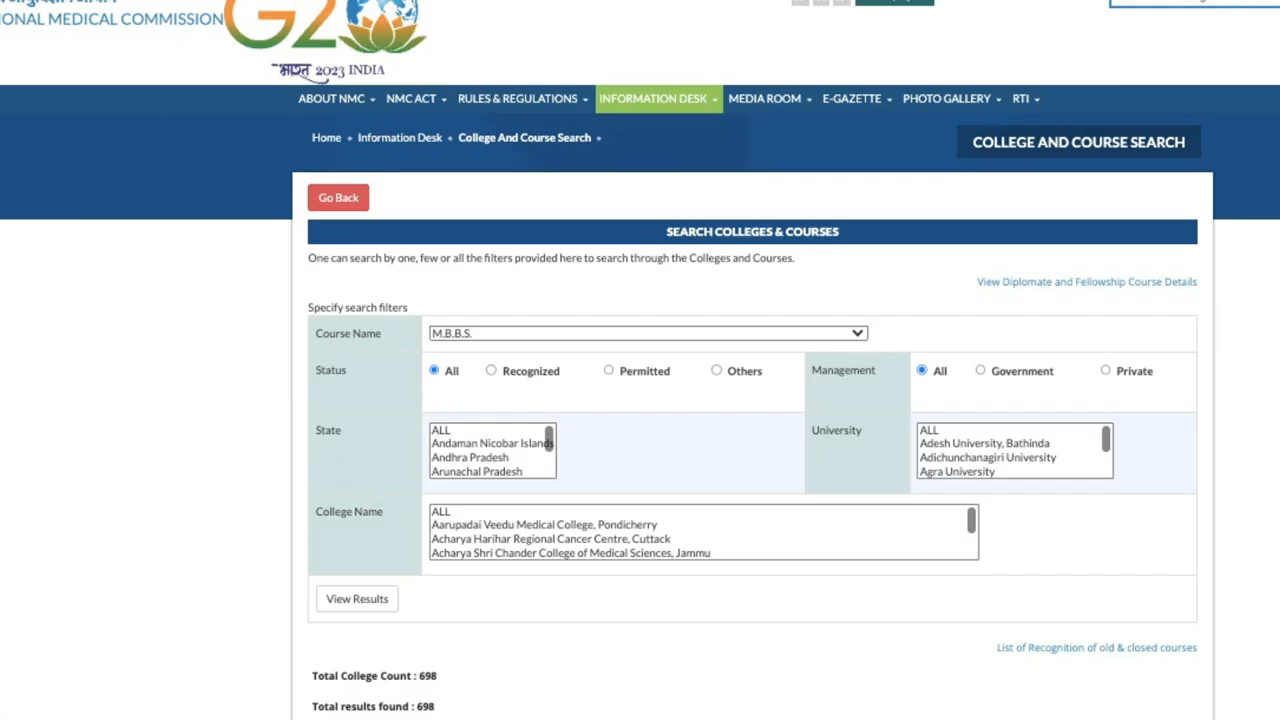 IONAL MEDICAL COMMISSION
G20
भारत 2023 INDIA
ABOUT NMC NMC ACT RULES & REGULATIONS INFORMATION DESK MEDIA ROOM E-GAZETTE PHOTO GALLERY RTI
Home Information Desk College And Course Search
COLLEGE AND COURSE SEARCH
Go Back
SEARCH COLLEGES & COURSES
One can search by one, few or all the filters provided here to search through the Colleges and Courses.
View Diplomate and Fellowship Course Details
Specify search filters
Course Name M.B.B.S.
Status All Recognized Permitted Others Management All Government Private
State
ALL
Andaman Nicobar Islands
Andhra Pradesh
Arunachal Pradesh
University
ALL
Adesh University, Bathinda
Adichunchanagiri University
Agra University
College Name
ALL
Aarupadai Veedu Medical College, Pondicherry
Acharya Harihar Regional Cancer Centre, Cuttack
Acharya Shri Chander College of Medical Sciences, Jammu
View Results
List of Recognition of old & closed courses
Total College Count : 698
Total results found : 698